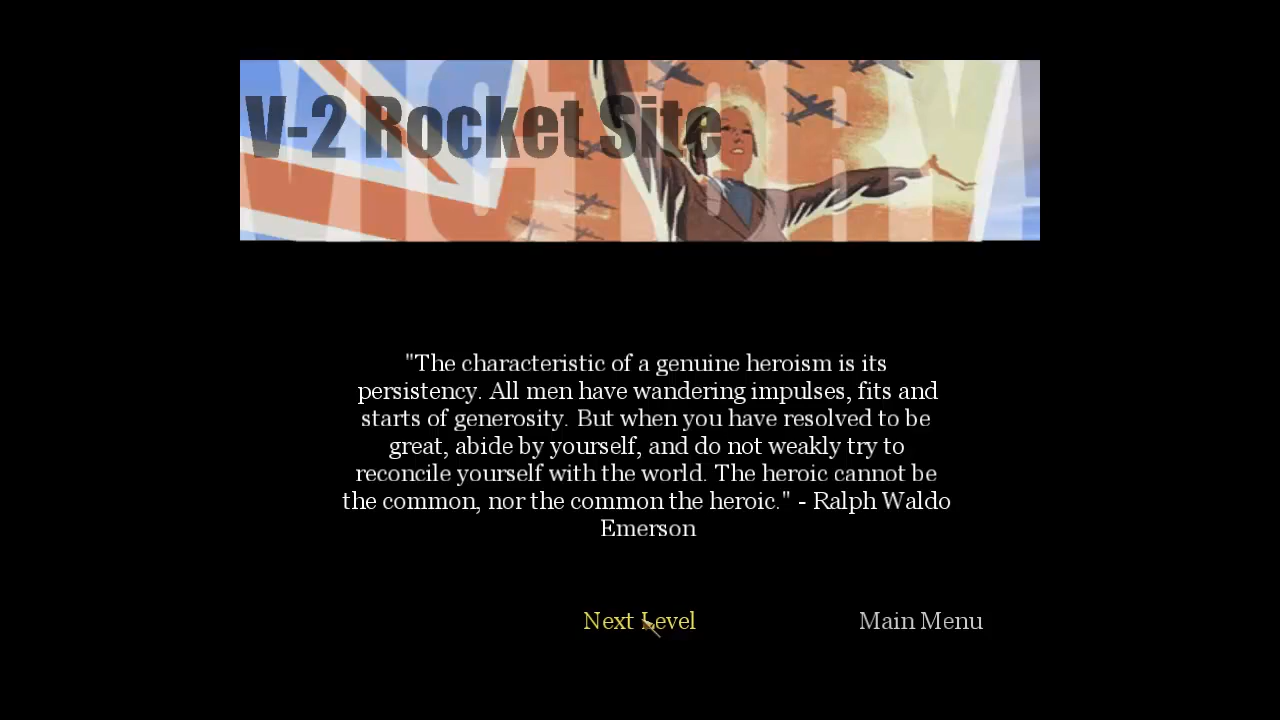 VICTORY!
V-2 Rocket Site
"The characteristic of a genuine heroism is its
persistency. All men have wandering impulses, fits and
starts of generosity. But when you have resolved to be
great, abide by yourself, and do not weakly try to
reconcile yourself with the world. The heroic cannot be
the common, nor the common the heroic." - Ralph Waldo
Emerson
Next Level
Main Menu